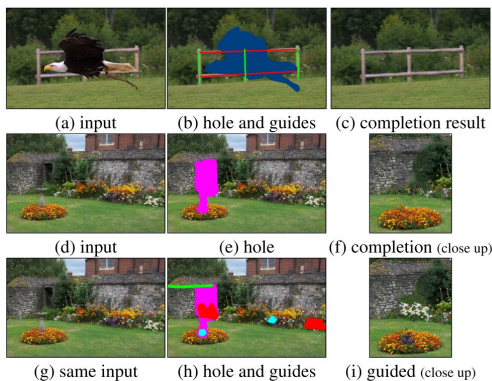 (a) input (b) hole and guides (c) completion result
(d) input (e) hole (f) completion (close up)
(g) same input (h) hole and guides (i) guided (close up)